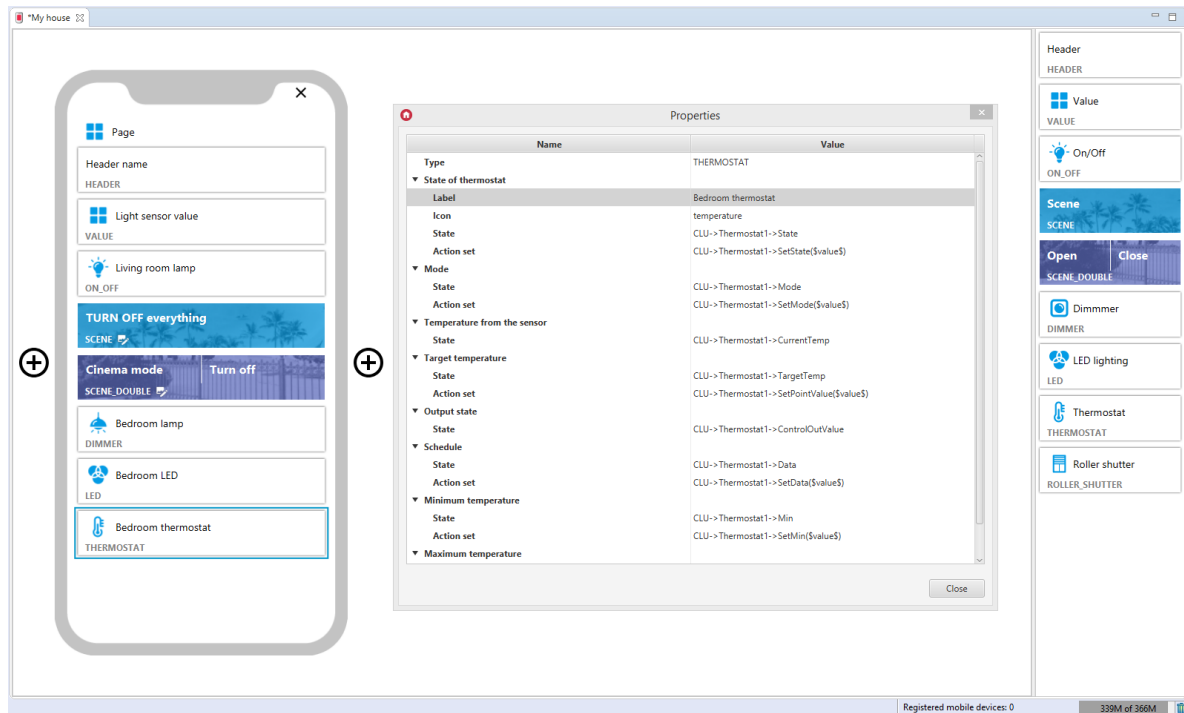 *My house
Page
Header name
HEADER
Light sensor value
VALUE
Living room lamp
ON_OFF
TURN OFF everything
SCENE
Cinema mode Turn off
SCENE_DOUBLE
Bedroom lamp
DIMMER
Bedroom LED
LED
Bedroom thermostat
THERMOSTAT
Properties
Name Value
Type THERMOSTAT
State of thermostat
Label Bedroom thermostat
Icon temperature
State CLU->Thermostat1->State
Action set CLU->Thermostat1->SetState($value$)
Mode
State CLU->Thermostat1->Mode
Action set CLU->Thermostat1->SetMode($value$)
Temperature from the sensor
State CLU->Thermostat1->CurrentTemp
Target temperature
State CLU->Thermostat1->TargetTemp
Action set CLU->Thermostat1->SetPointValue($value$)
Output state
State CLU->Thermostat1->ControlOutValue
Schedule
State CLU->Thermostat1->Data
Action set CLU->Thermostat1->SetData($value$)
Minimum temperature
State CLU->Thermostat1->Min
Action set CLU->Thermostat1->SetMin($value$)
Maximum temperature
Close
Header
HEADER
Value
VALUE
On/Off
ON_OFF
Scene
SCENE
Open Close
SCENE_DOUBLE
Dimmmer
DIMMER
LED lighting
LED
Thermostat
THERMOSTAT
Roller shutter
ROLLER_SHUTTER
Registered mobile devices: 0
339M of 366M